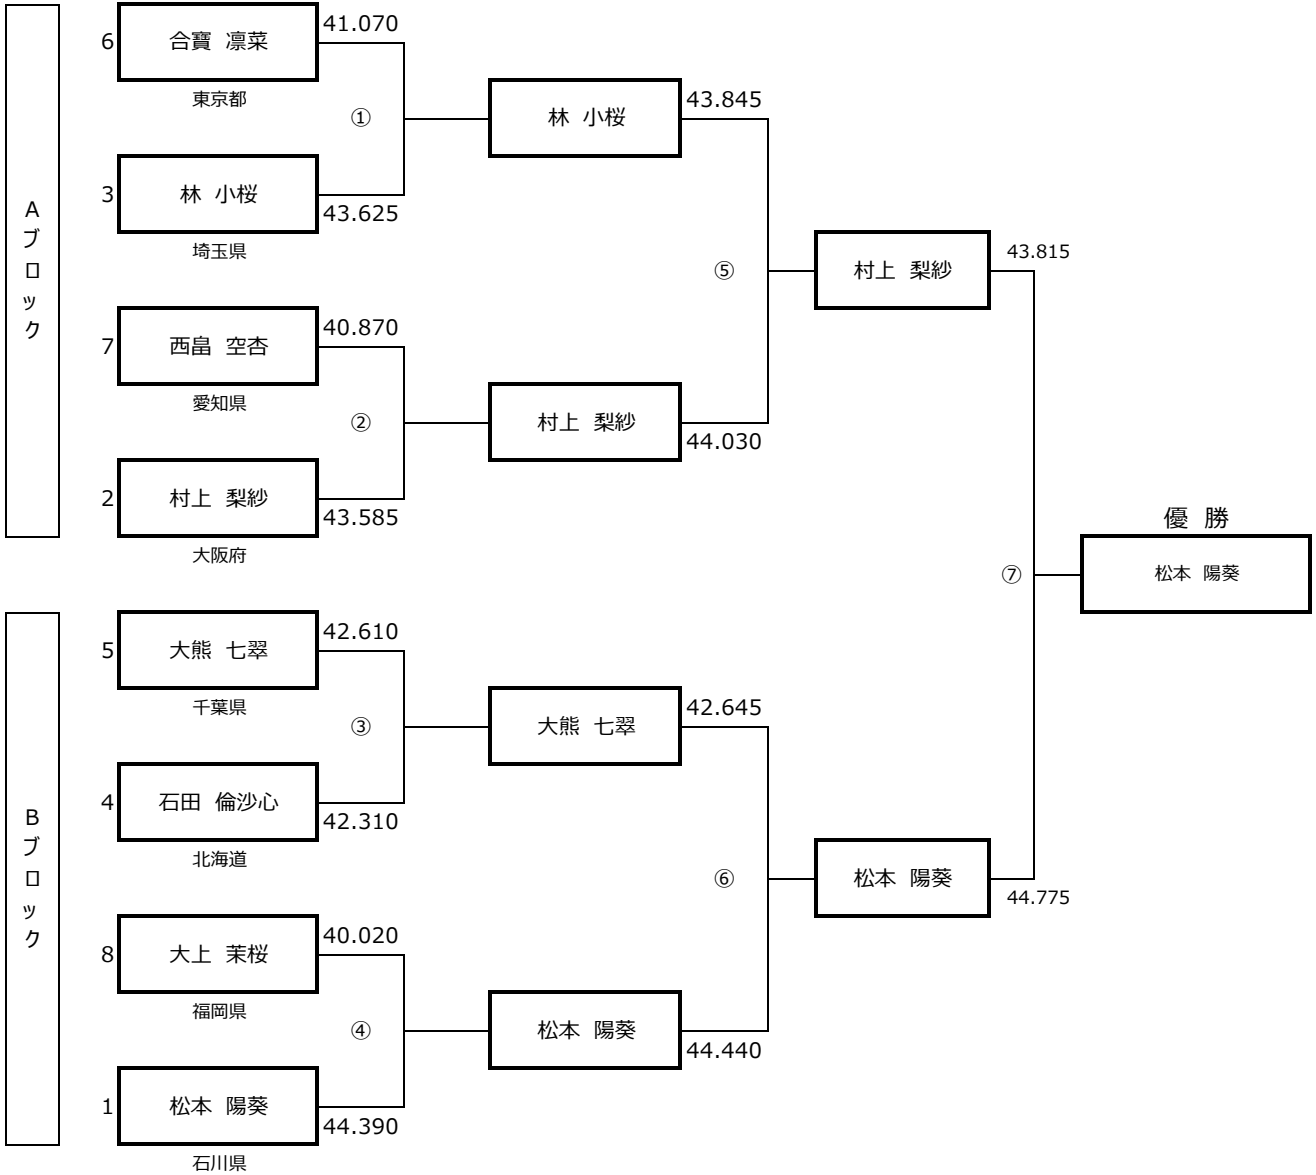 Aブロック
6
合寶 凛菜
41.070
東京都
①
3
林 小桜
43.625
埼玉県
林 小桜
43.845
7
西畠 空杏
40.870
愛知県
②
2
村上 梨紗
43.585
大阪府
村上 梨紗
44.030
⑤
村上 梨紗
43.815
Bブロック
5
大熊 七翠
42.610
千葉県
③
4
石田 倫沙心
42.310
北海道
大熊 七翠
42.645
8
大上 茉桜
40.020
福岡県
④
1
松本 陽葵
44.390
石川県
松本 陽葵
44.440
⑥
松本 陽葵
44.775
⑦
優 勝
松本 陽葵